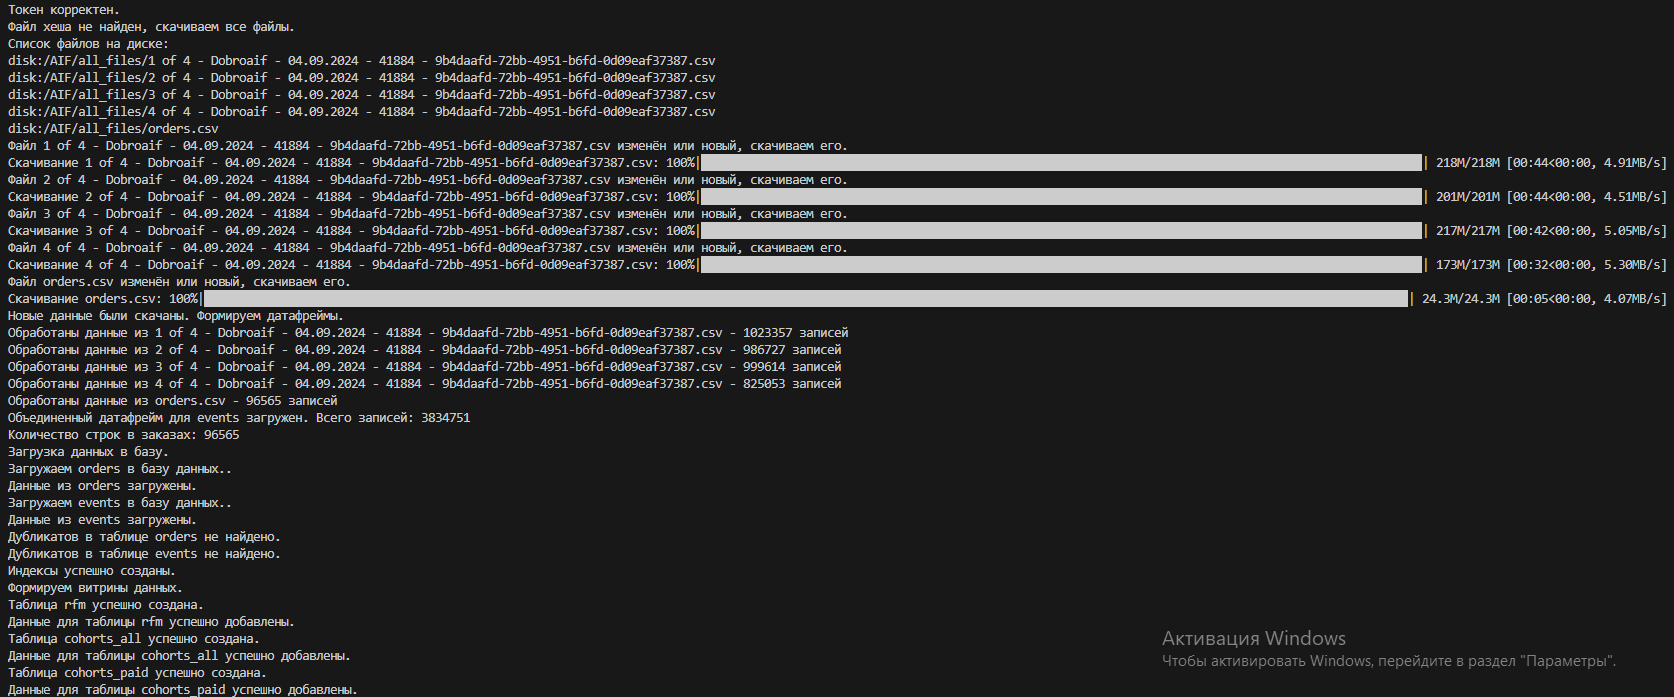 Токен корректен.
Файл хеша не найден, скачиваем все файлы.
Список файлов на диске:
disk:/AIF/all_files/1 of 4 - Dobroaif - 04.09.2024 - 41884 - 9b4daafd-72bb-4951-b6fd-0d09eaf37387.csv
disk:/AIF/all_files/2 of 4 - Dobroaif - 04.09.2024 - 41884 - 9b4daafd-72bb-4951-b6fd-0d09eaf37387.csv
disk:/AIF/all_files/3 of 4 - Dobroaif - 04.09.2024 - 41884 - 9b4daafd-72bb-4951-b6fd-0d09eaf37387.csv
disk:/AIF/all_files/4 of 4 - Dobroaif - 04.09.2024 - 41884 - 9b4daafd-72bb-4951-b6fd-0d09eaf37387.csv
disk:/AIF/all_files/orders.csv
Файл 1 of 4 - Dobroaif - 04.09.2024 - 41884 - 9b4daafd-72bb-4951-b6fd-0d09eaf37387.csv изменён или новый, скачиваем его.
Скачивание 1 of 4 - Dobroaif - 04.09.2024 - 41884 - 9b4daafd-72bb-4951-b6fd-0d09eaf37387.csv: 100%| | 218M/218M [00:44<00:00, 4.91MB/s]
Файл 2 of 4 - Dobroaif - 04.09.2024 - 41884 - 9b4daafd-72bb-4951-b6fd-0d09eaf37387.csv изменён или новый, скачиваем его.
Скачивание 2 of 4 - Dobroaif - 04.09.2024 - 41884 - 9b4daafd-72bb-4951-b6fd-0d09eaf37387.csv: 100%| | 201M/201M [00:44<00:00, 4.51MB/s]
Файл 3 of 4 - Dobroaif - 04.09.2024 - 41884 - 9b4daafd-72bb-4951-b6fd-0d09eaf37387.csv изменён или новый, скачиваем его.
Скачивание 3 of 4 - Dobroaif - 04.09.2024 - 41884 - 9b4daafd-72bb-4951-b6fd-0d09eaf37387.csv: 100%| | 217M/217M [00:42<00:00, 5.05MB/s]
Файл 4 of 4 - Dobroaif - 04.09.2024 - 41884 - 9b4daafd-72bb-4951-b6fd-0d09eaf37387.csv изменён или новый, скачиваем его.
Скачивание 4 of 4 - Dobroaif - 04.09.2024 - 41884 - 9b4daafd-72bb-4951-b6fd-0d09eaf37387.csv: 100%| | 173M/173M [00:32<00:00, 5.30MB/s]
Файл orders.csv изменён или новый, скачиваем его.
Скачивание orders.csv: 100%| | 24.3M/24.3M [00:05<00:00, 4.07MB/s]
Новые данные были скачаны. Формируем датафреймы.
Обработаны данные из 1 of 4 - Dobroaif - 04.09.2024 - 41884 - 9b4daafd-72bb-4951-b6fd-0d09eaf37387.csv - 1023357 записей
Обработаны данные из 2 of 4 - Dobroaif - 04.09.2024 - 41884 - 9b4daafd-72bb-4951-b6fd-0d09eaf37387.csv - 986727 записей
Обработаны данные из 3 of 4 - Dobroaif - 04.09.2024 - 41884 - 9b4daafd-72bb-4951-b6fd-0d09eaf37387.csv - 999614 записей
Обработаны данные из 4 of 4 - Dobroaif - 04.09.2024 - 41884 - 9b4daafd-72bb-4951-b6fd-0d09eaf37387.csv - 825053 записей
Обработаны данные из orders.csv - 96565 записей
Объединенный датафрейм для events загружен. Всего записей: 3834751
Количество строк в заказах: 96565
Загрузка данных в базу.
Загружаем orders в базу данных..
Данные из orders загружены.
Загружаем events в базу данных..
Данные из events загружены.
Дубликатов в таблице orders не найдено.
Дубликатов в таблице events не найдено.
Индексы успешно созданы.
Формируем витрины данных.
Таблица rfm успешно создана.
Данные для таблицы rfm успешно добавлены.
Таблица cohorts_all успешно создана.
Данные для таблицы cohorts_all успешно добавлены.
Таблица cohorts_paid успешно создана.
Данные для таблицы cohorts_paid успешно добавлены.
Активация Windows
Чтобы активировать Windows, перейдите в раздел "Параметры".